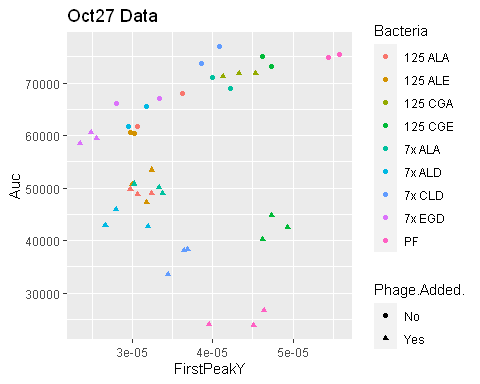 Oct27 Data
Auc
70000
60000
50000
40000
30000
3e-05
4e-05
5e-05
FirstPeakY
Bacteria
125 ALA
125 ALE
125 CGA
125 CGE
7x ALA
7x ALD
7x CLD
7x EGD
PF
Phage.Added.
No
Yes